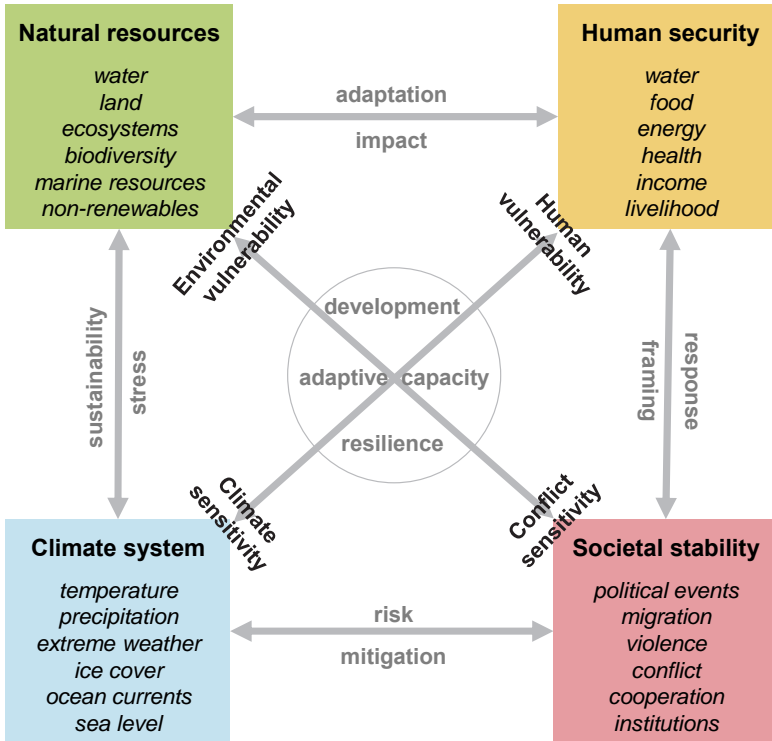 Natural resources
water
land
ecosystems
biodiversity
marine resources
non-renewables
adaptation
impact
Human security
water
food
energy
health
income
livelihood
Environmental
vulnerability
Human
vulnerability
sustainability
stress
development
adaptive capacity
resilience
framing
response
Climate
sensitivity
Conflict
sensitivity
Climate system
temperature
precipitation
extreme weather
ice cover
ocean currents
sea level
risk
mitigation
Societal stability
political events
migration
violence
conflict
cooperation
institutions